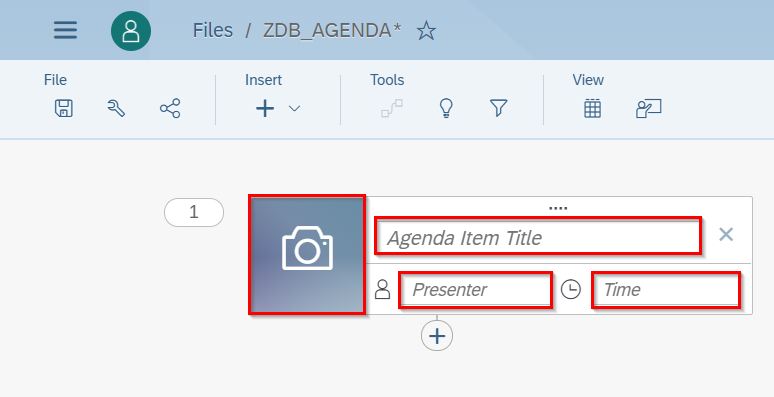 Files / ZDB_AGENDA*
File Insert Tools View
1
Agenda Item Title
Presenter Time